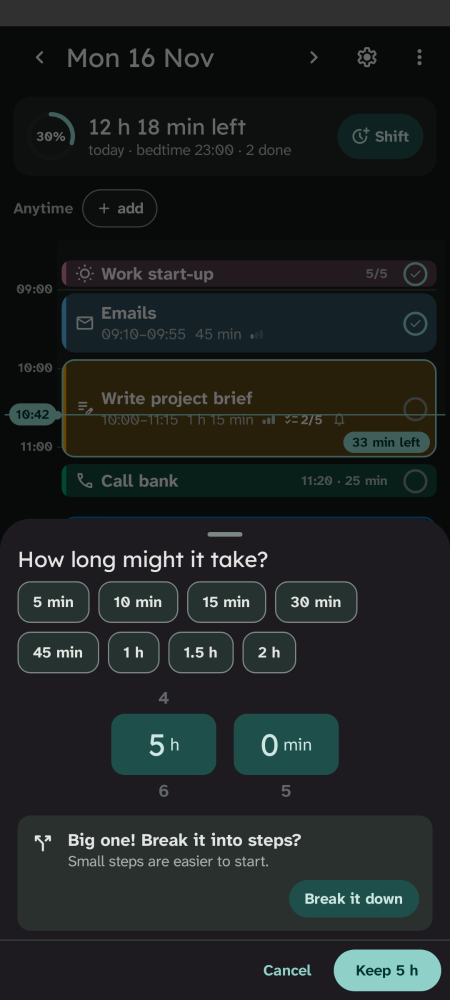 Mon 16 Nov
30%
12 h 18 min left
today · bedtime 23:00 · 2 done
Shift
Anytime
+ add
Work start-up
5/5
09:00
Emails
09:10–09:55 45 min
10:00
Write project brief
10:00–11:15 1 h 15 min 2/5
10:42
33 min left
11:00
Call bank
11:20 · 25 min
How long might it take?
5 min
10 min
15 min
30 min
45 min
1 h
1.5 h
2 h
4
5 h
0 min
6
5
Big one! Break it into steps?
Small steps are easier to start.
Break it down
Cancel
Keep 5 h